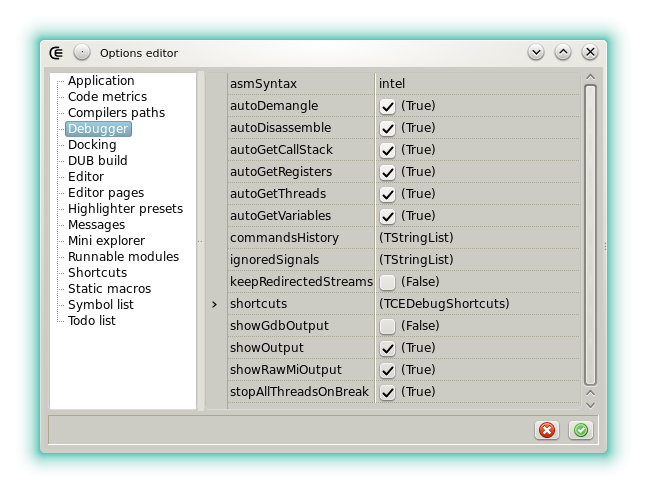 Options editor
Application
Code metrics
Compilers paths
Debugger
Docking
DUB build
Editor
Editor pages
Highlighter presets
Messages
Mini explorer
Runnable modules
Shortcuts
Static macros
Symbol list
Todo list
asmSyntax intel
autoDemangle (True)
autoDisassemble (True)
autoGetCallStack (True)
autoGetRegisters (True)
autoGetThreads (True)
autoGetVariables (True)
commandsHistory (TStringList)
ignoredSignals (TStringList)
keepRedirectedStreams (False)
shortcuts (TCEDebugShortcuts)
showGdbOutput (False)
showOutput (True)
showRawMiOutput (True)
stopAllThreadsOnBreak (True)